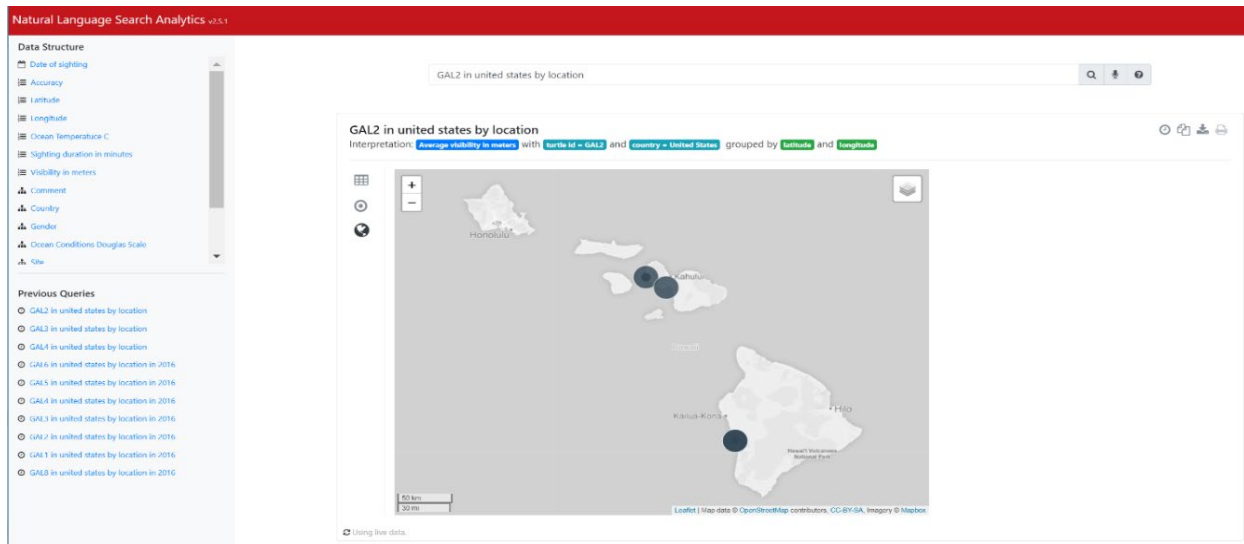 Natural Language Search Analytics v2.5.1
Data Structure
Date of sighting
Accuracy
Latitude
Longitude
Ocean Temperatuce C
Sighting duration in minutes
Visibility in meters
Comment
Country
Gender
Ocean Conditions Douglas Scale
Site
Previous Queries
GAL2 in united states by location
GAL3 in united states by location
GAL4 in united states by location
GAL6 in united states by location in 2016
GAL5 in united states by location in 2016
GAL4 in united states by location in 2016
GAL3 in united states by location in 2016
GAL2 in united states by location in 2016
GAL1 in united states by location in 2016
GAL8 in united states by location in 2016
GAL2 in united states by location
GAL2 in united states by location
Interpretation: Average visibility in meters with turtle id = GAL2 and country = United States grouped by latitude and longitude
+
−
Honolulu
Kahului
Hawaii
Kailua-Kona
Hilo
Hawai'i Volcanoes
National Park
50 km
30 mi
Leaflet | Map data © OpenStreetMap contributors, CC-BY-SA, Imagery © Mapbox
Using live data.